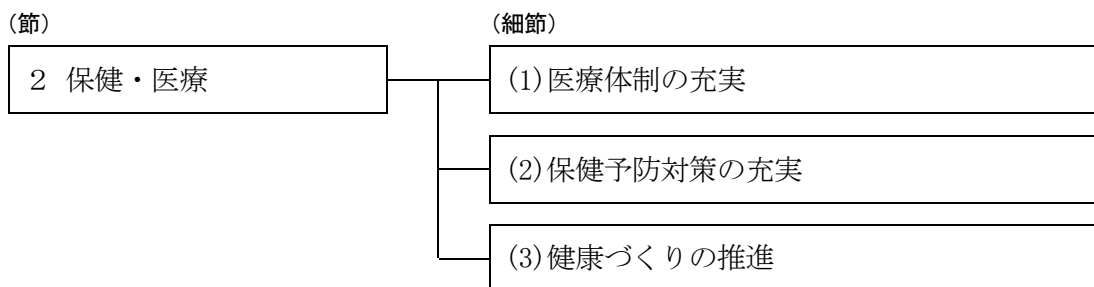 (節)
(細節)
２ 保健・医療
(1)医療体制の充実
(2)保健予防対策の充実
(3)健康づくりの推進